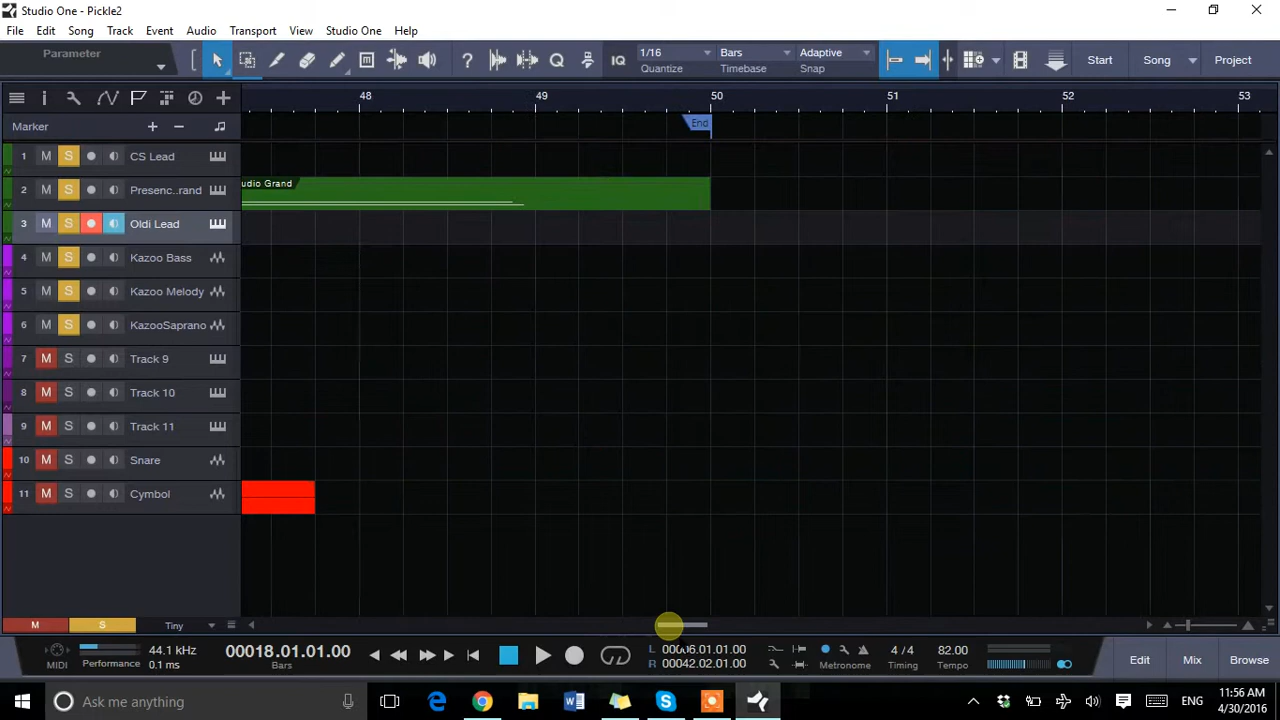 Studio One - Pickle2
File Edit Song Track Event Audio Transport View Studio One Help
Parameter
? IQ 1/16 Bars Adaptive Start Song Project
Quantize Timebase Snap
48 49 50 51 52 53
Marker
End
1 M S CS Lead
2 M S Presenc..rand
udio Grand
3 M S Oldi Lead
4 M S Kazoo Bass
5 M S Kazoo Melody
6 M S KazooSaprano
7 M S Track 9
8 M S Track 10
9 M S Track 11
10 M S Snare
11 M S Cymbol
M S Tiny
MIDI
44.1 kHz
0.1 ms
Performance
00018.01.01.00
Bars
L 00006.01.01.00
R 00042.02.01.00
Metronome
4 / 4
Timing
82.00
Tempo
Edit Mix Browse
Ask me anything
ENG
11:56 AM
4/30/2016